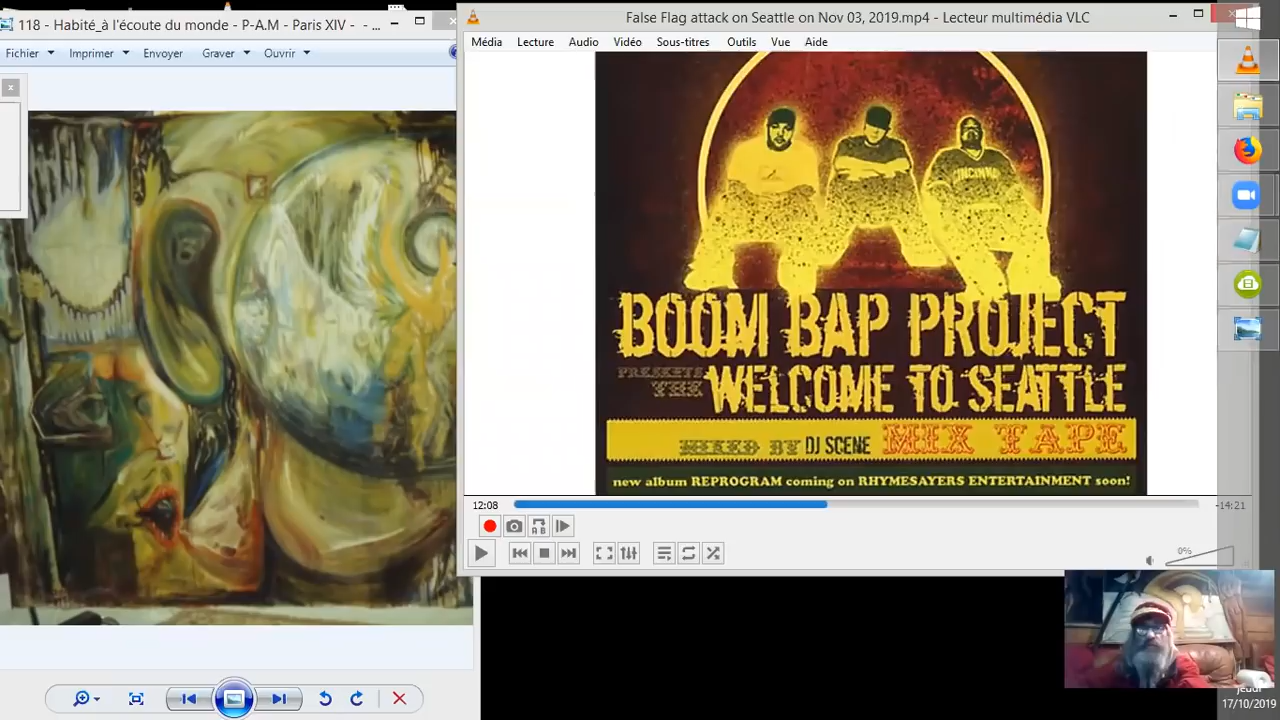 118 - Habité_à l'écoute du monde - P-A-M - Paris XIV - ...
Fichier Imprimer Envoyer Graver Ouvrir
False Flag attack on Seattle on Nov 03, 2019.mp4 - Lecteur multimédia VLC
Média Lecture Audio Vidéo Sous-titres Outils Vue Aide
CINCINNA
BOOM BAP PROJECT
PRESENTS THE WELCOME TO SEATTLE
MIXED BY DJ SCENE MIX TAPE
new album REPROGRAM coming on RHYMESAYERS ENTERTAINMENT soon!
12:08 -14:21
0%
jeudi
17/10/2019